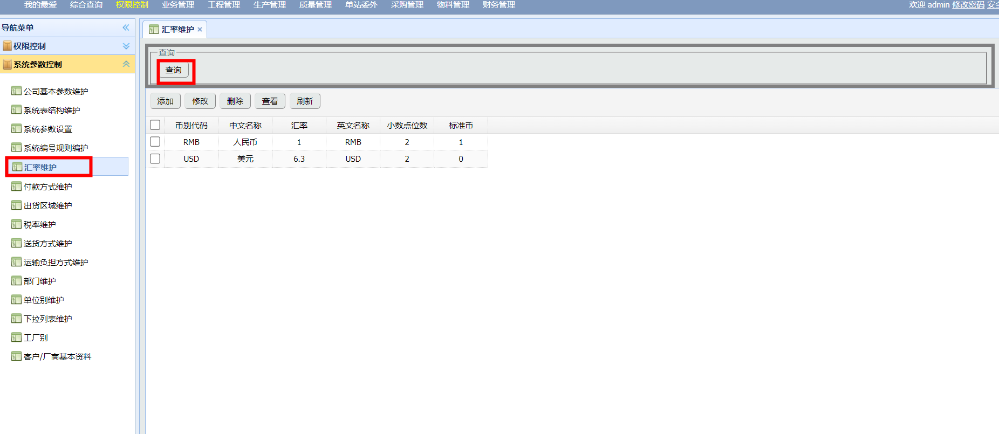 我的最爱 综合查询 权限控制 业务管理 工程管理 生产管理 质量管理 单站委外 采购管理 物料管理 财务管理 欢迎 admin 修改密码 安全
导航菜单
权限控制
系统参数控制
公司基本参数维护
系统表结构维护
系统参数设置
系统编号规则编护
汇率维护
付款方式维护
出货区域维护
税率维护
送货方式维护
运输负担方式维护
部门维护
单位别维护
下拉列表维护
工厂别
客户/厂商基本资料
汇率维护 ×
查询
查询
添加 修改 删除 查看 刷新
币别代码 中文名称 汇率 英文名称 小数点位数 标准币
RMB 人民币 1 RMB 2 1
USD 美元 6.3 USD 2 0